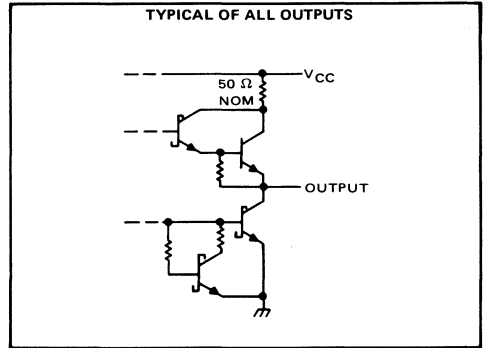 TYPICAL OF ALL OUTPUTS
VCC
50 Ω
NOM
OUTPUT